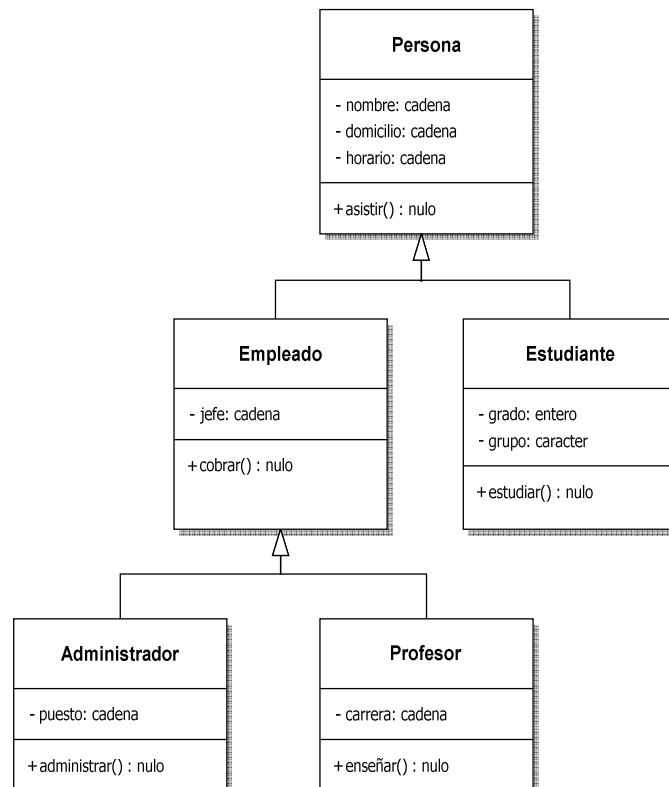 Persona
- nombre: cadena
- domicilio: cadena
- horario: cadena
+ asistir() : nulo
Empleado
- jefe: cadena
+ cobrar() : nulo
Estudiante
- grado: entero
- grupo: caracter
+ estudiar() : nulo
Administrador
- puesto: cadena
+ administrar() : nulo
Profesor
- carrera: cadena
+ enseñar() : nulo